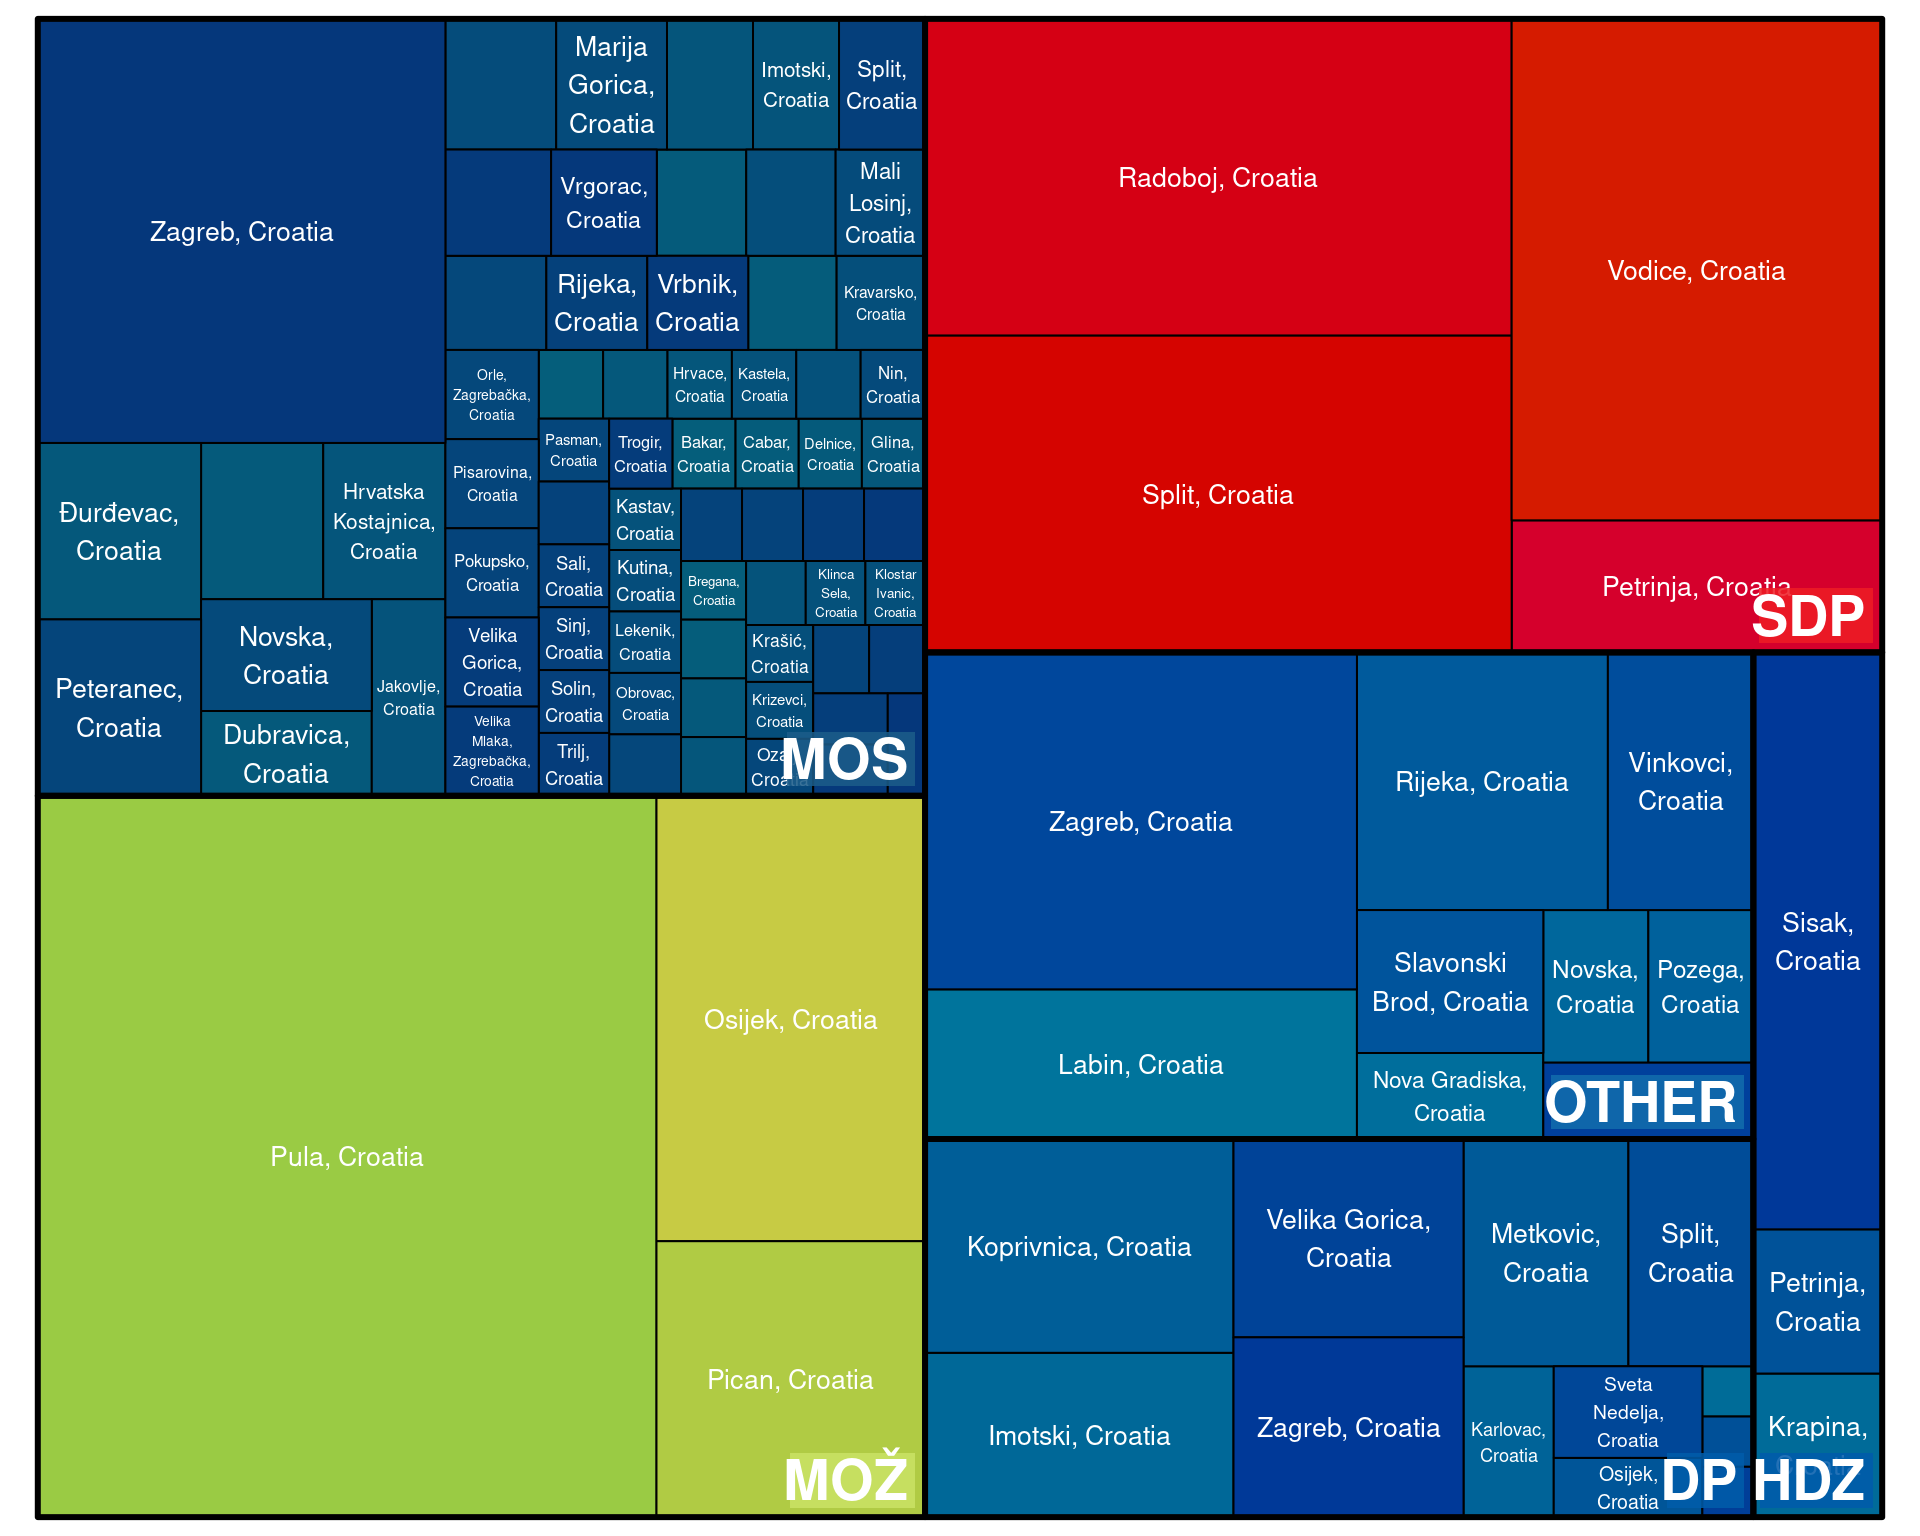 Zagreb, Croatia
Marija
Gorica,
Croatia
Imotski,
Croatia
Split,
Croatia
Vrgorac,
Croatia
Mali
Losinj,
Croatia
Rijeka,
Croatia
Vrbnik,
Croatia
Kravarsko,
Croatia
Orle,
Zagrebačka,
Croatia
Hrvace,
Croatia
Kastela,
Croatia
Nin,
Croatia
Pasman,
Croatia
Trogir,
Croatia
Bakar,
Croatia
Cabar,
Croatia
Delnice,
Croatia
Glina,
Croatia
Pisarovina,
Croatia
Đurđevac,
Croatia
Hrvatska
Kostajnica,
Croatia
Kastav,
Croatia
Pokupsko,
Croatia
Sali,
Croatia
Kutina,
Croatia
Bregana,
Croatia
Klinca
Sela,
Croatia
Klostar
Ivanic,
Croatia
Peteranec,
Croatia
Novska,
Croatia
Jakovlje,
Croatia
Dubravica,
Croatia
Velika
Gorica,
Croatia
Sinj,
Croatia
Lekenik,
Croatia
Krašić,
Croatia
Solin,
Croatia
Obrovac,
Croatia
Krizevci,
Croatia
Velika
Mlaka,
Zagrebačka,
Croatia
Trilj,
Croatia
MOS
Radoboj, Croatia
Vodice, Croatia
Split, Croatia
Petrinja, Croatia
SDP
Pula, Croatia
Osijek, Croatia
Pican, Croatia
MOŽ
Zagreb, Croatia
Rijeka, Croatia
Vinkovci,
Croatia
Slavonski
Brod, Croatia
Novska,
Croatia
Pozega,
Croatia
Labin, Croatia
Nova Gradiska,
Croatia
OTHER
Sisak,
Croatia
Petrinja,
Croatia
Krapina,
HDZ
Koprivnica, Croatia
Velika Gorica,
Croatia
Metkovic,
Croatia
Split,
Croatia
Imotski, Croatia
Zagreb, Croatia
Karlovac,
Croatia
Sveta
Nedelja,
Croatia
Osijek,
Croatia
DP